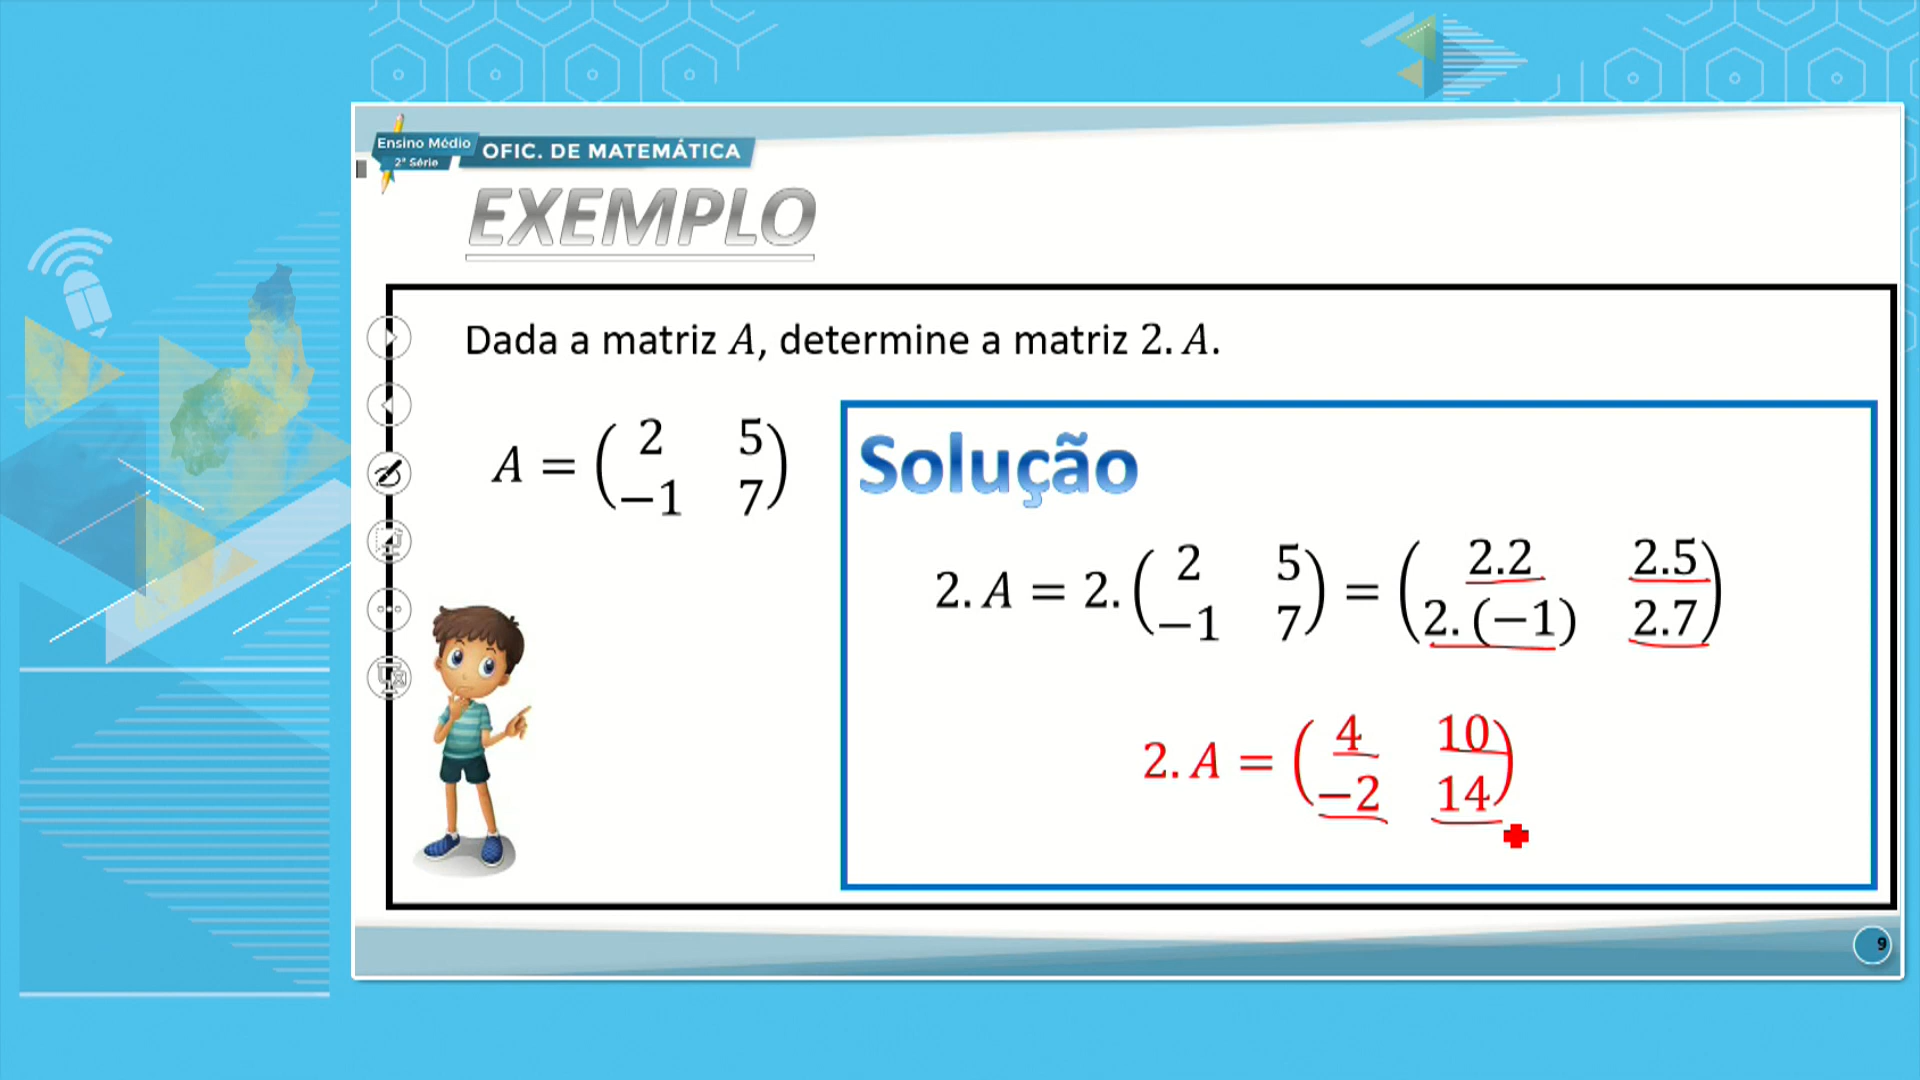 Ensino Médio
2ª Série
OFIC. DE MATEMÁTICA
EXEMPLO
Dada a matriz A, determine a matriz 2. A.
A = ( 2 5
−1 7 )
Solução
2. A = 2. ( 2 5
−1 7 ) = ( 2.2 2.5
2. (−1) 2.7 )
2. A = ( 4 10
−2 14 )
9